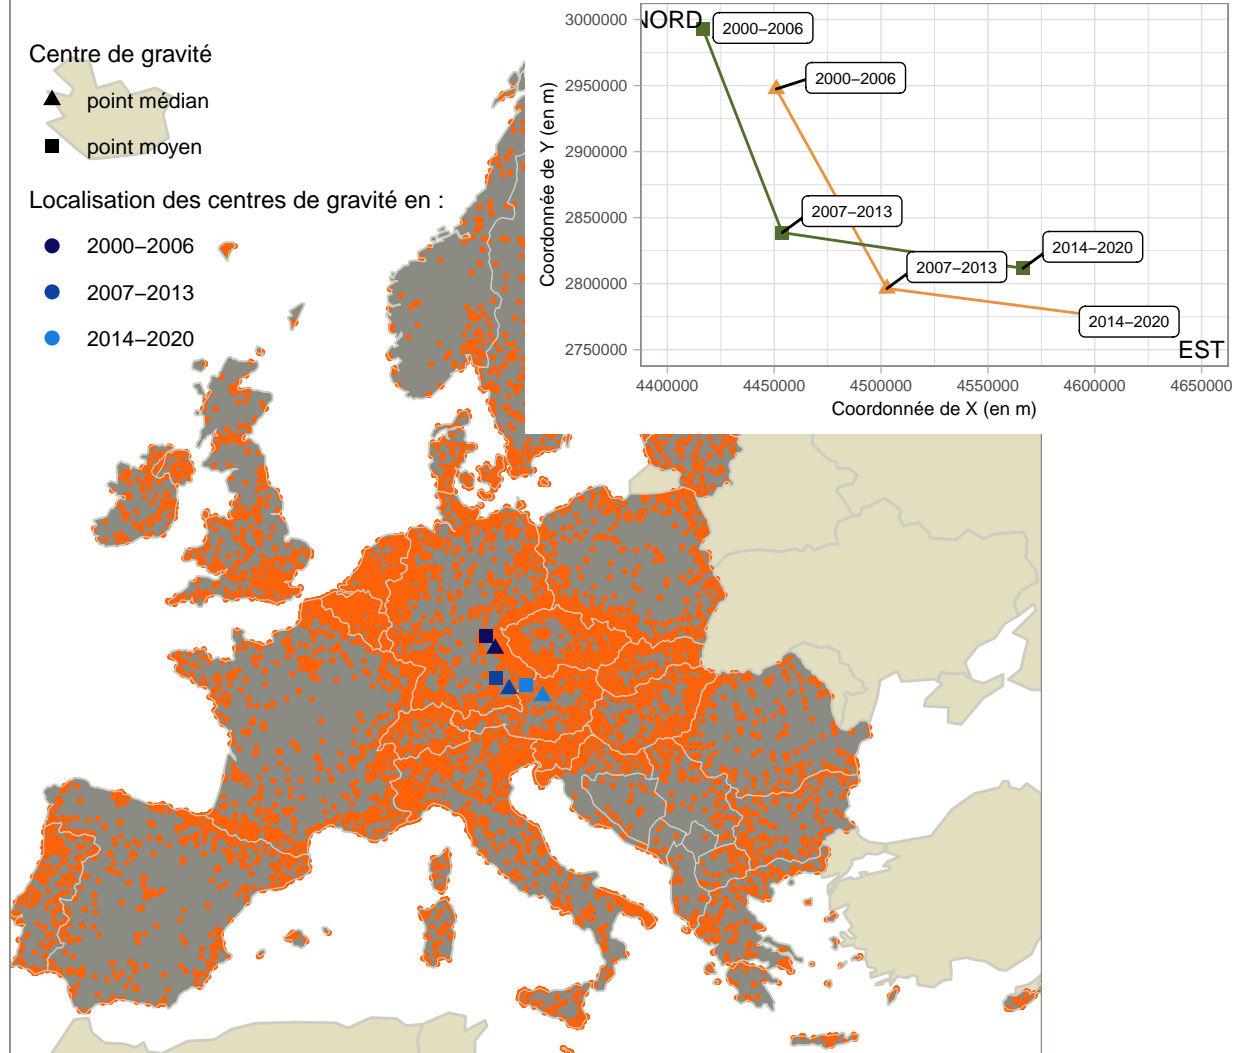 Centre de gravité
point médian
point moyen
Localisation des centres de gravité en :
2000−2006
2007−2013
2014−2020
NORD
2000−2006
2000−2006
2007−2013
2014−2020
2007−2013
2014−2020
EST
3000000
2950000
2900000
2850000
2800000
2750000
Coordonnée de Y (en m)
4400000
4450000
4500000
4550000
4600000
4650000
Coordonnée de X (en m)